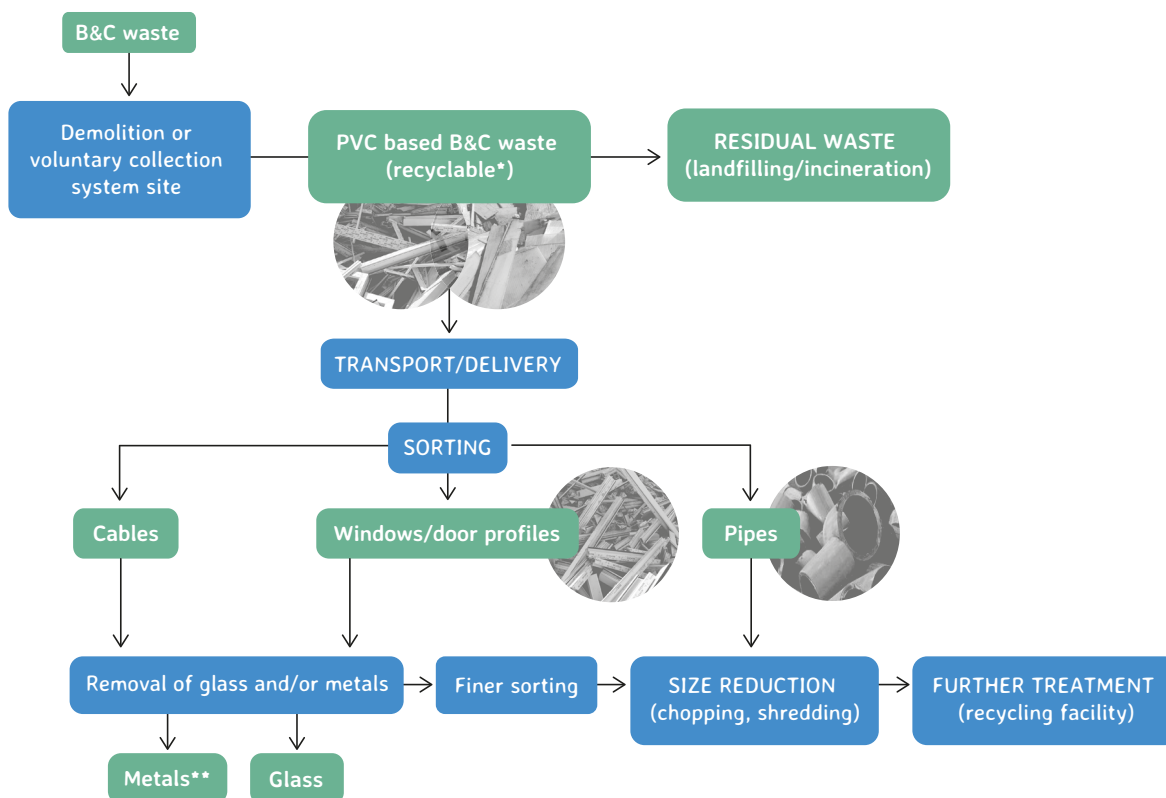 B&C waste
Demolition or
voluntary collection
system site
PVC based B&C waste
(recyclable*)
RESIDUAL WASTE
(landfilling/incineration)
TRANSPORT/DELIVERY
SORTING
Cables
Windows/door profiles
Pipes
Removal of glass and/or metals
Finer sorting
SIZE REDUCTION
(chopping, shredding)
FURTHER TREATMENT
(recycling facility)
Metals**
Glass